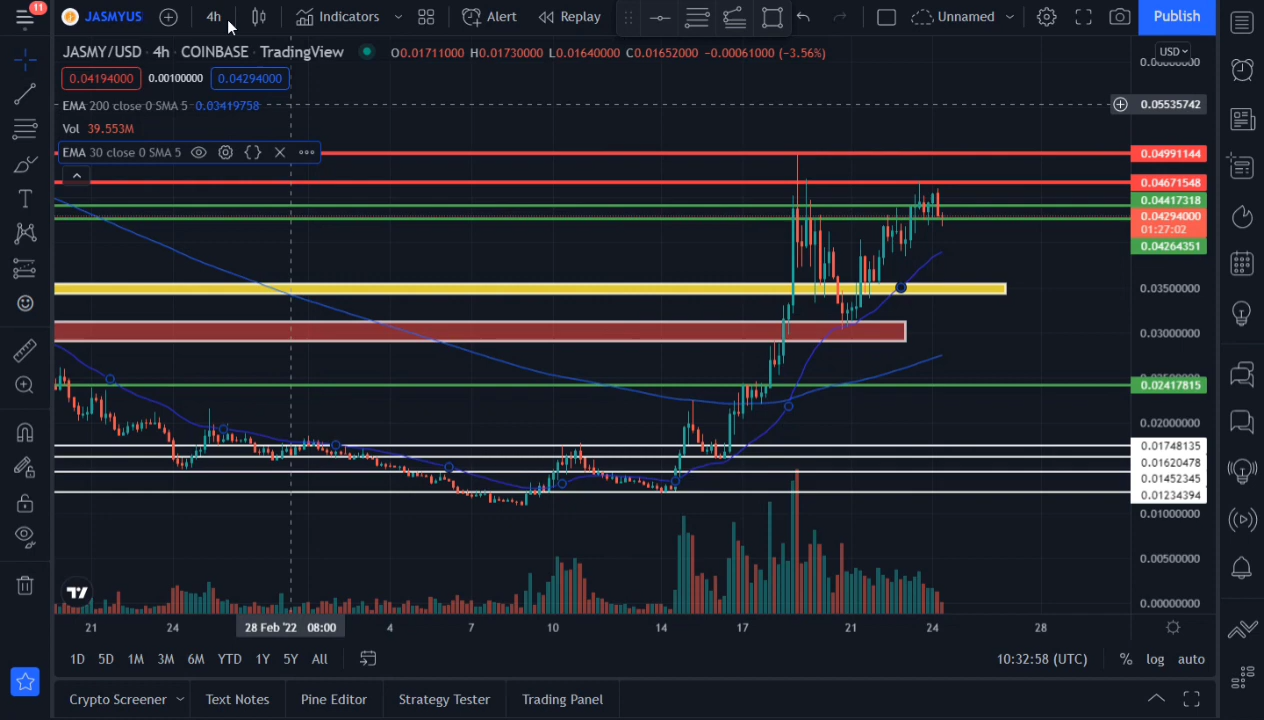 11
JASMYUS 4h Indicators Alert Replay Unnamed Publish
JASMY/USD · 4h · COINBASE · TradingView O0.01711000 H0.01730000 L0.01640000 C0.01652000 −0.00061000 (−3.56%)
USD
0.04194000 0.00100000 0.04294000
EMA 200 close 0 SMA 5 0.03419758
0.05535742
Vol 39.553M
EMA 30 close 0 SMA 5
0.04991144
0.04671548
0.04417318
0.04294000
01:27:02
0.04264351
0.03500000
0.03000000
0.02417815
0.02000000
0.01748135
0.01620478
0.01452345
0.01234394
0.01000000
0.00500000
0.00000000
21 24 28 Feb '22 08:00 4 7 10 14 17 21 24 28
1D 5D 1M 3M 6M YTD 1Y 5Y All 10:32:58 (UTC) % log auto
Crypto Screener Text Notes Pine Editor Strategy Tester Trading Panel